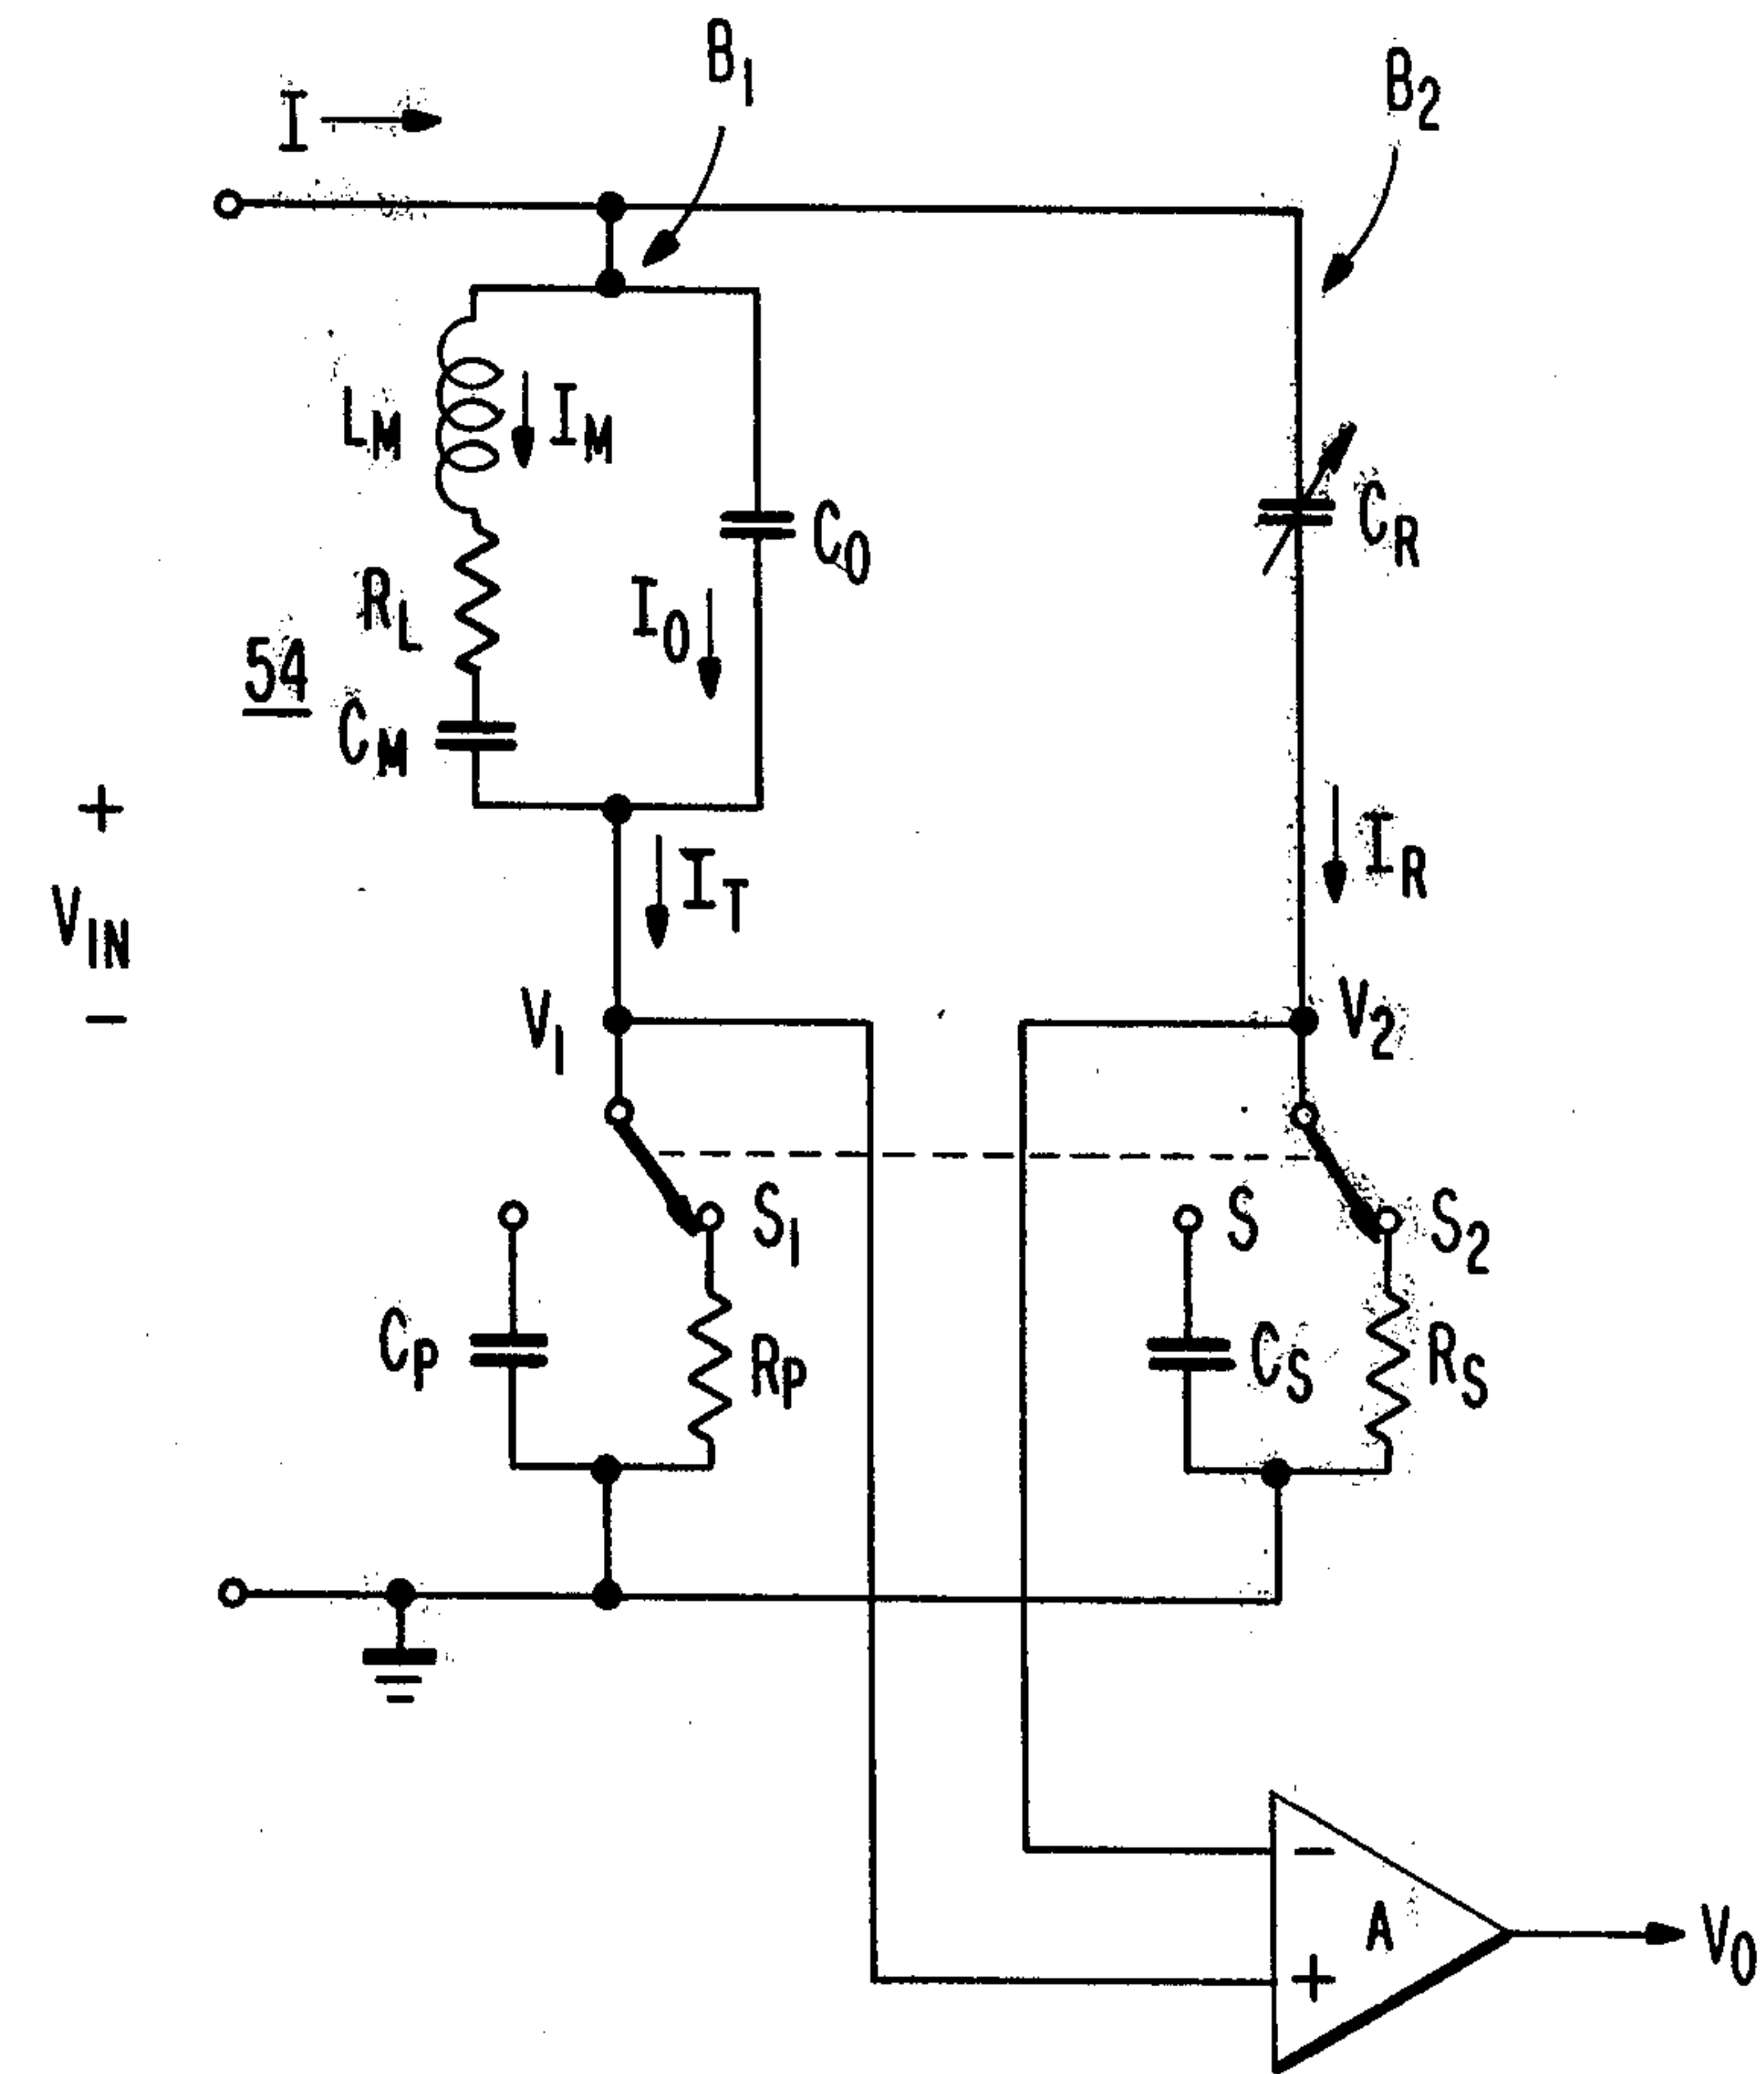 B1
B2
I
LM
IM
CO
CR
RL
IO
54
CM
+
VIN
−
IT
IR
V1
V2
S1
S
S2
CP
RP
CS
RS
−
A
+
VO